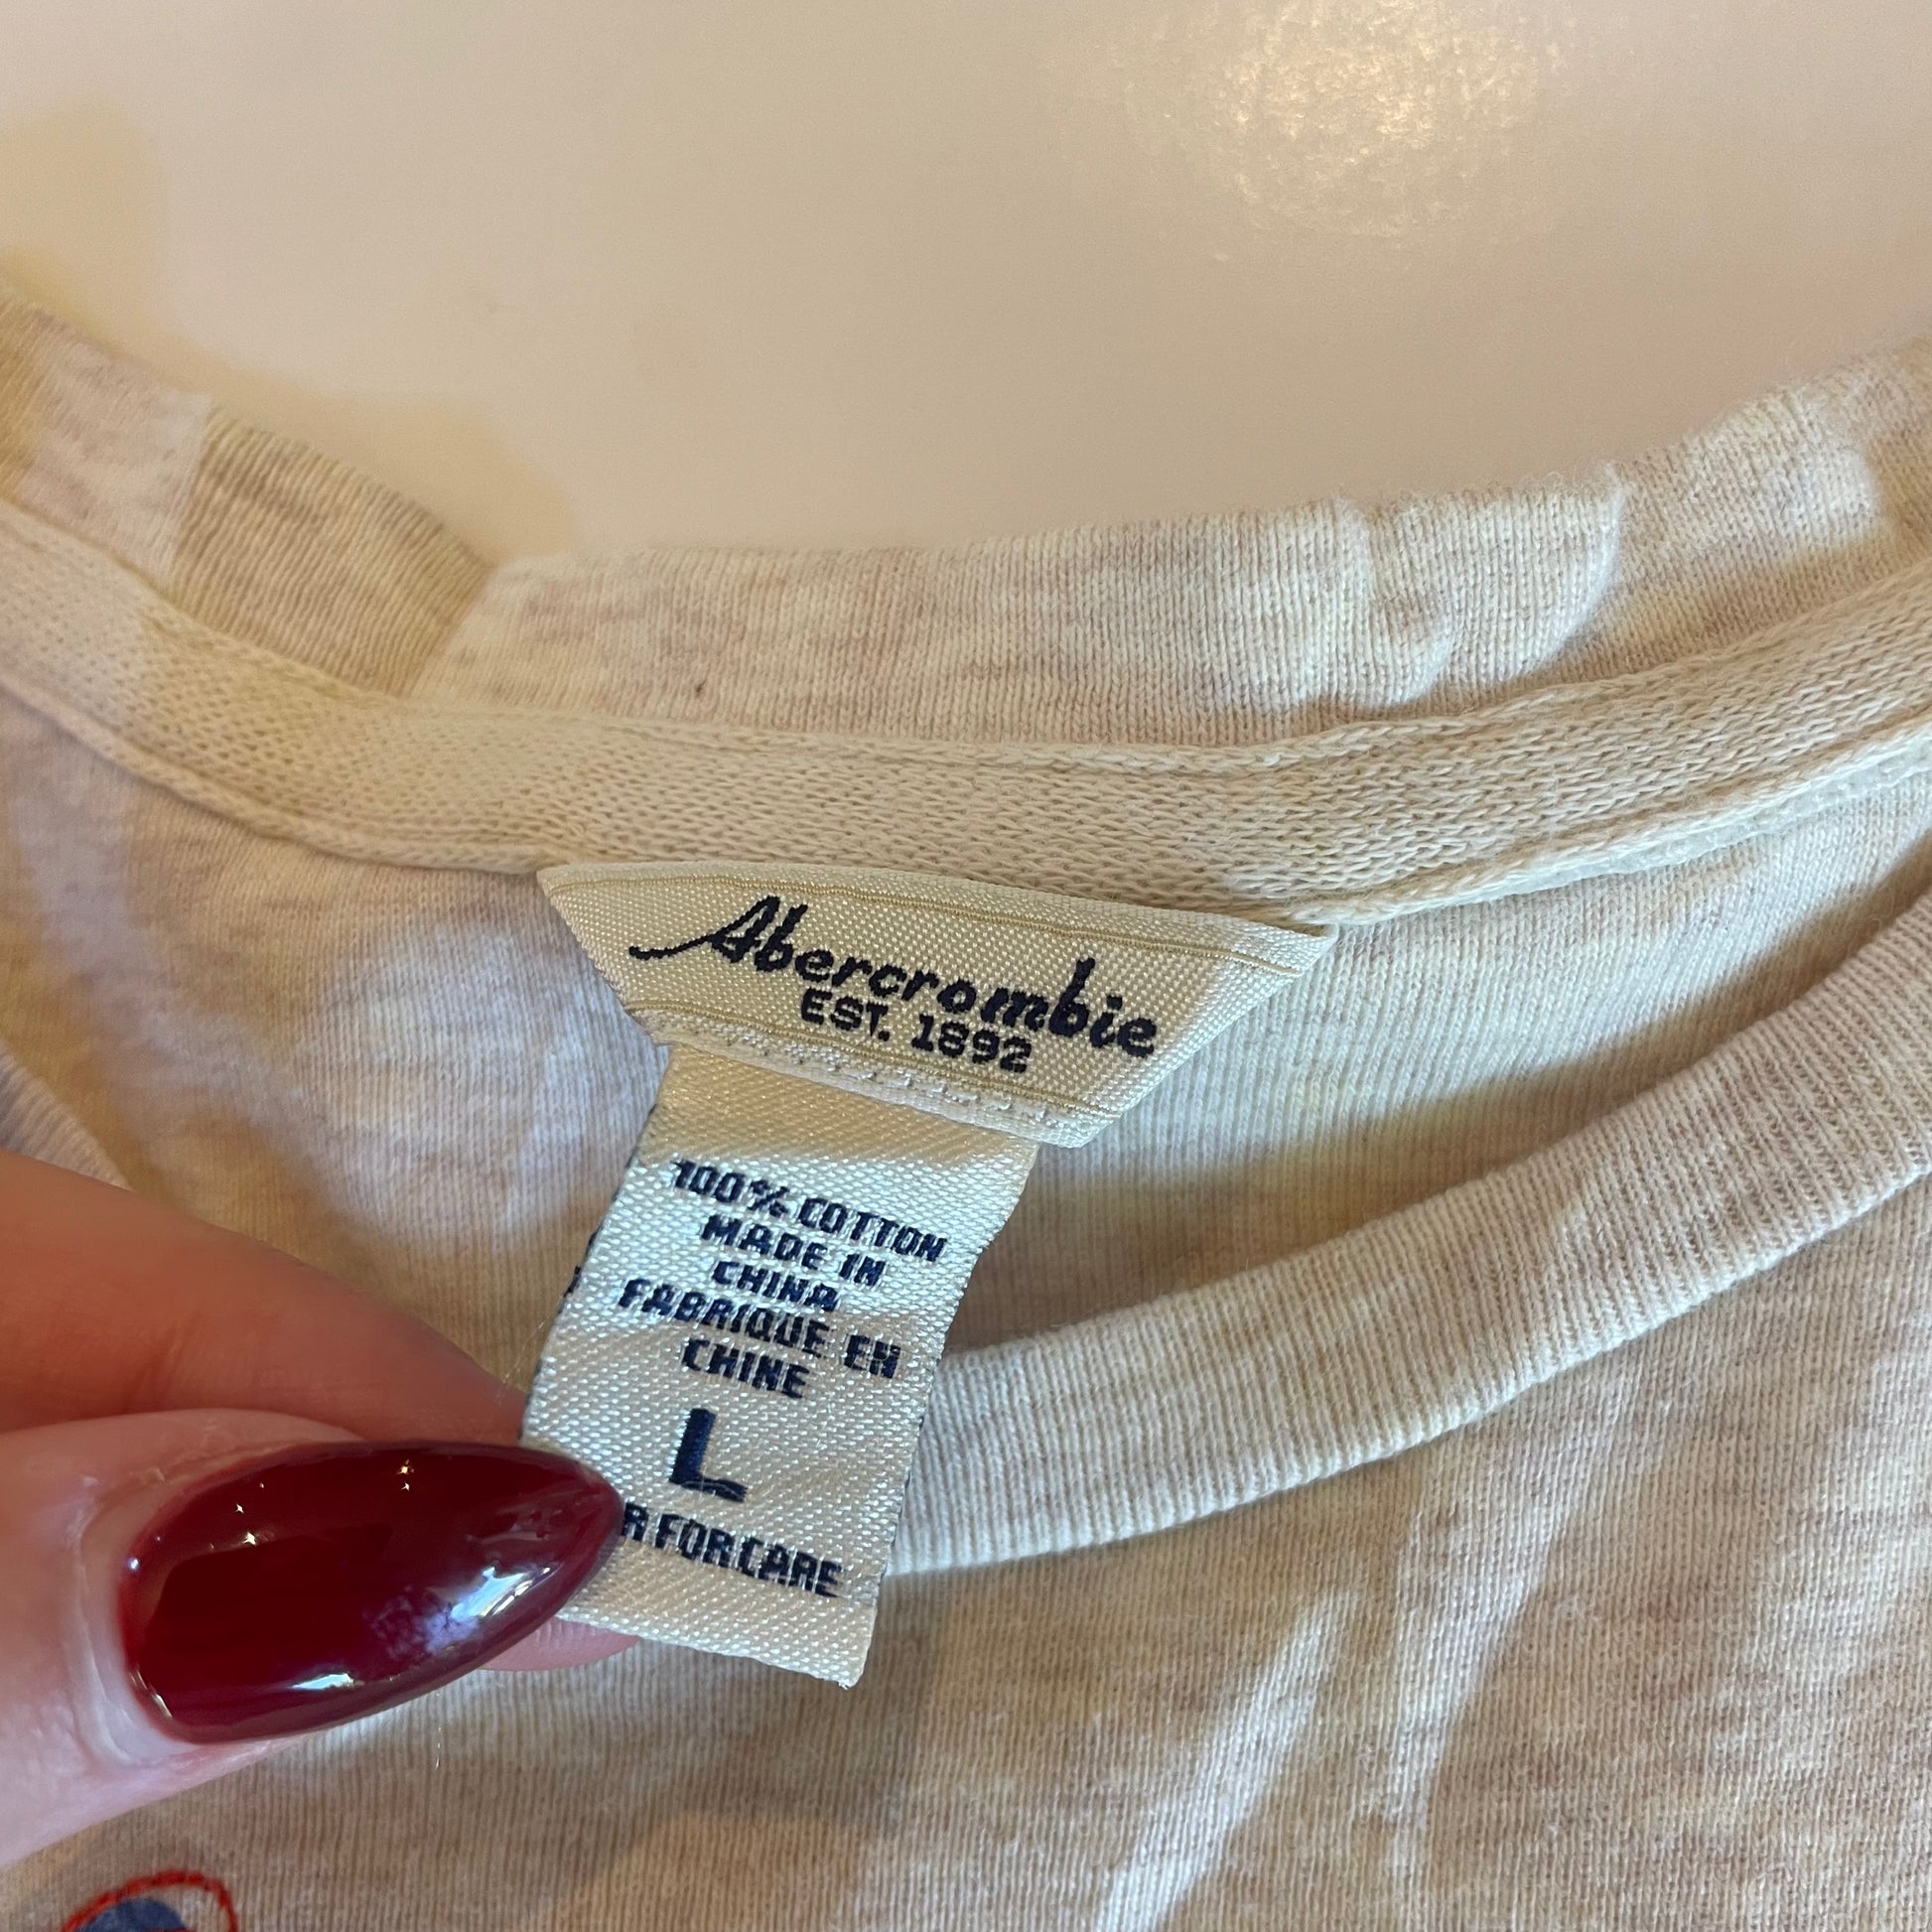 Abercrombie
EST. 1892
100% COTTON
MADE IN
CHINA
FABRIQUE EN
CHINE
L
R FOR CARE